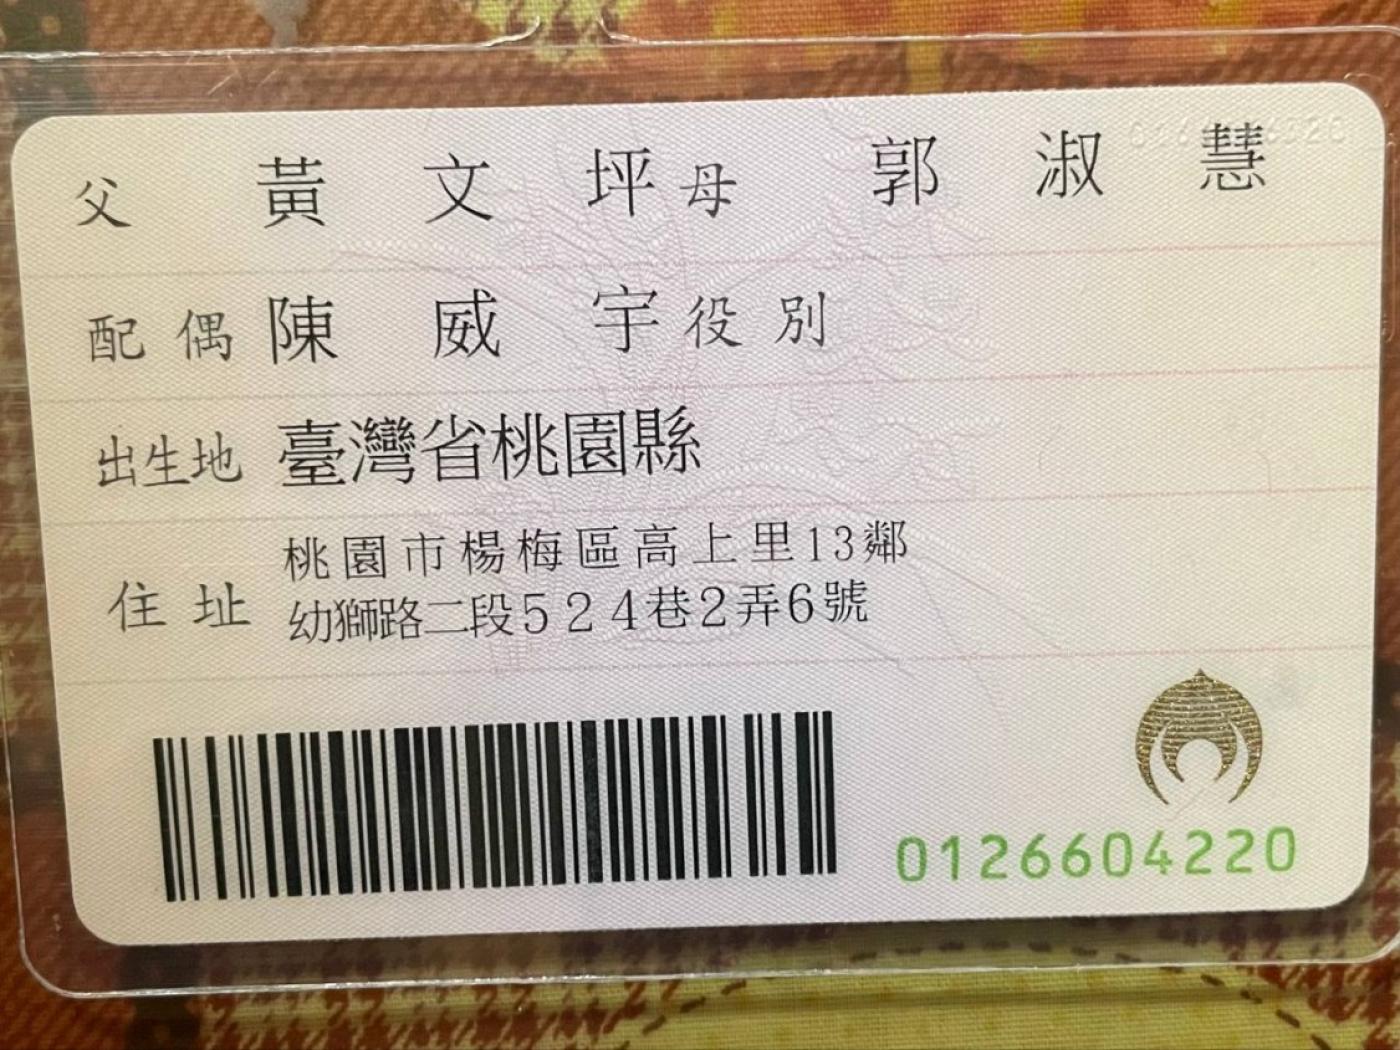 父 黃文坪 母 郭淑慧
配偶 陳威宇 役別
出生地 臺灣省桃園縣
住址 桃園市楊梅區高上里13鄰
幼獅路二段524巷2弄6號
0126604220